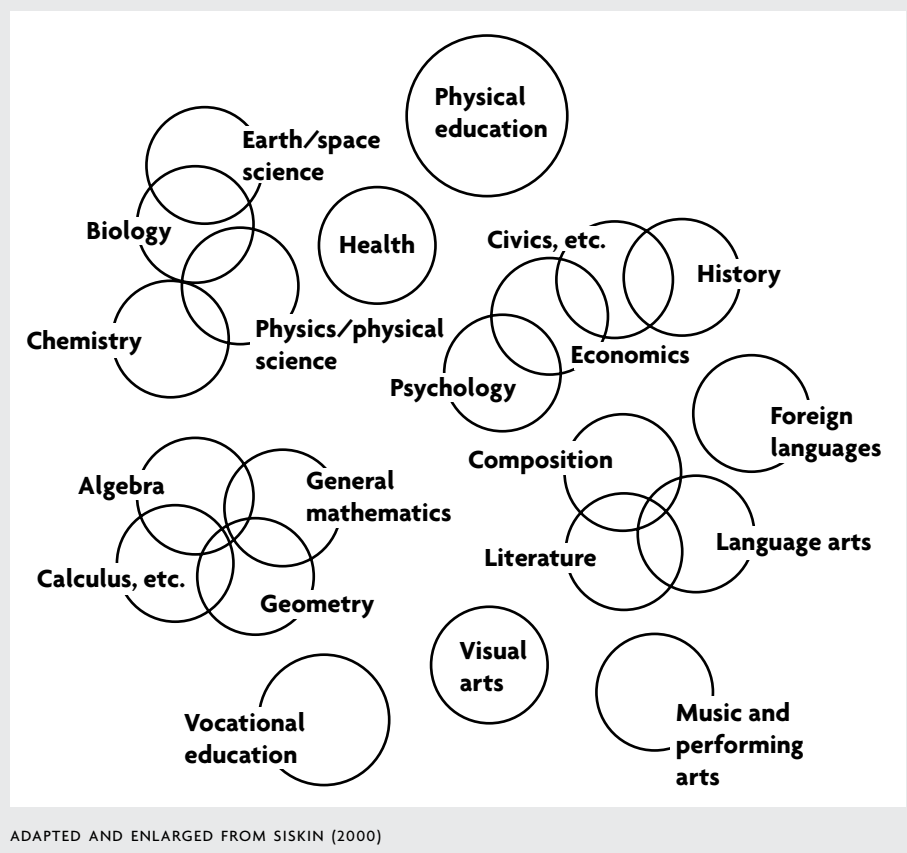 Physical
education
Earth/space
science
Biology
Health
Civics, etc.
History
Chemistry
Physics/physical
science
Economics
Psychology
Foreign
languages
Composition
Algebra
General
mathematics
Language arts
Literature
Calculus, etc.
Geometry
Visual
arts
Vocational
education
Music and
performing
arts
ADAPTED AND ENLARGED FROM SISKIN (2000)